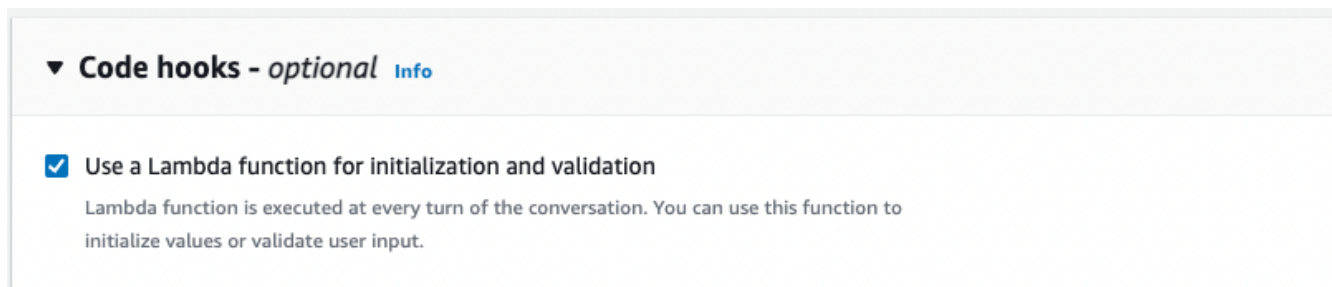 Code hooks - optional Info
Use a Lambda function for initialization and validation
Lambda function is executed at every turn of the conversation. You can use this function to
initialize values or validate user input.